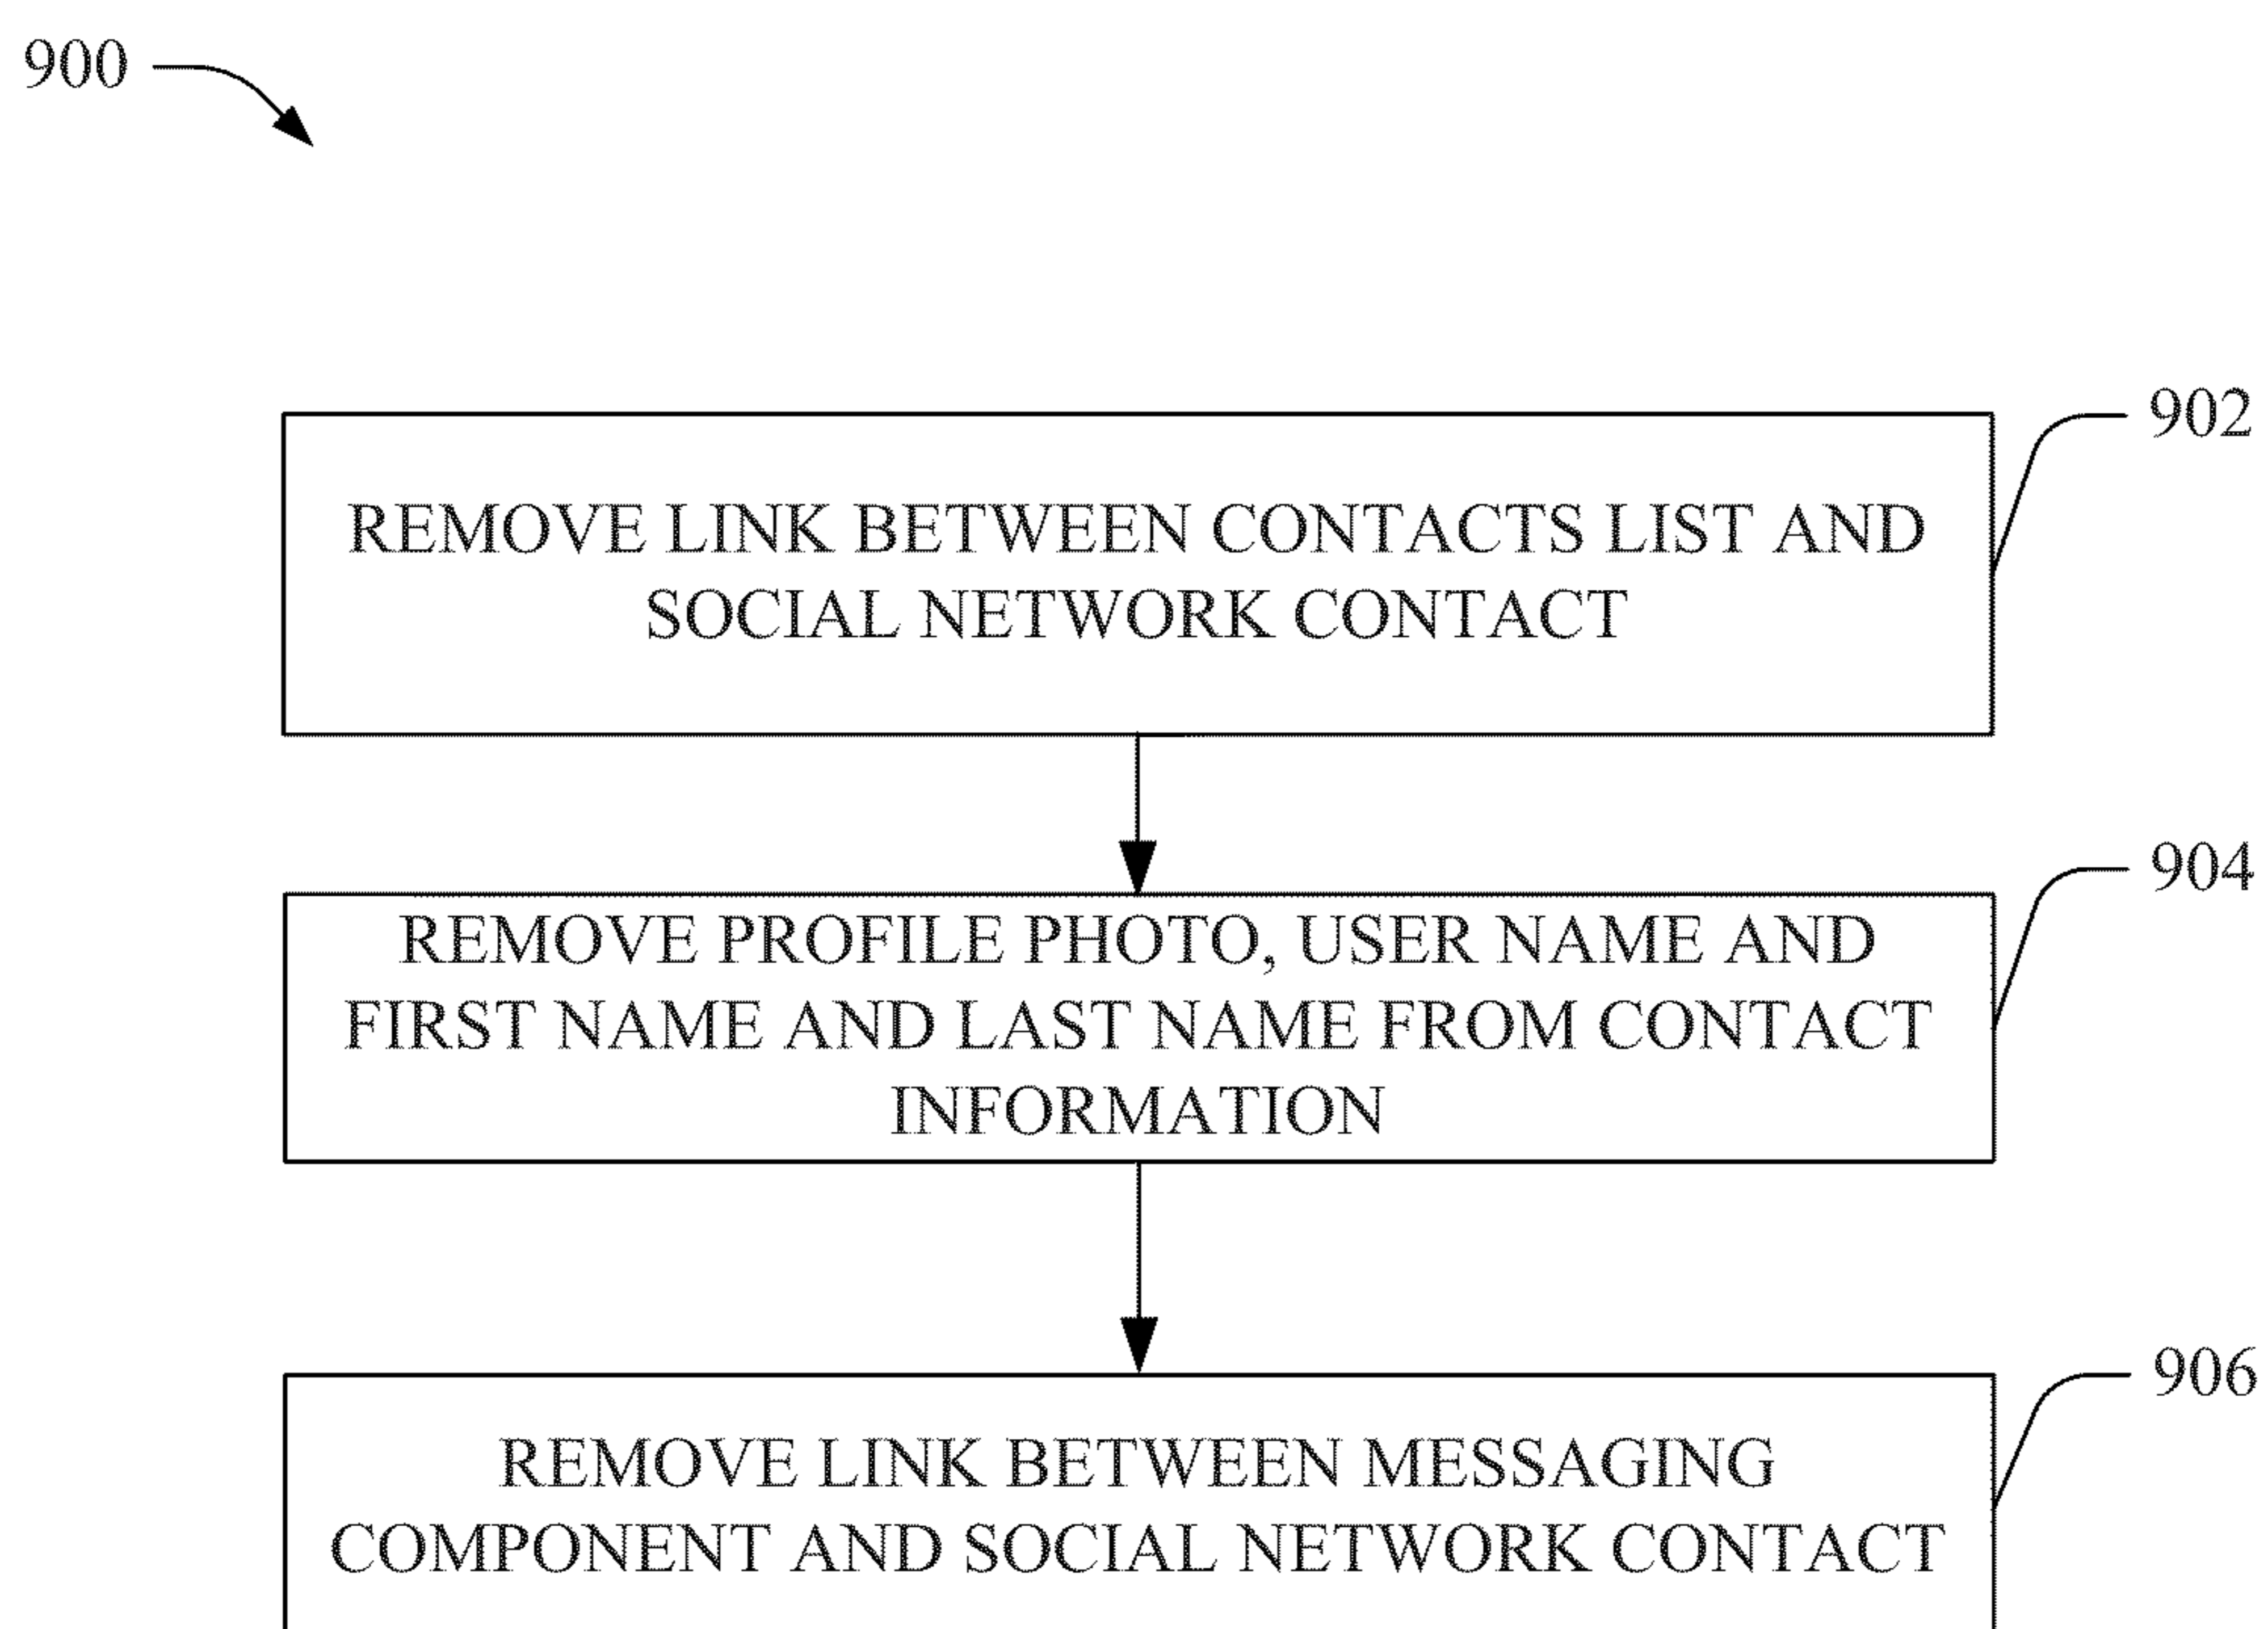 900
902
REMOVE LINK BETWEEN CONTACTS LIST AND
SOCIAL NETWORK CONTACT
904
REMOVE PROFILE PHOTO, USER NAME AND
FIRST NAME AND LAST NAME FROM CONTACT
INFORMATION
906
REMOVE LINK BETWEEN MESSAGING
COMPONENT AND SOCIAL NETWORK CONTACT